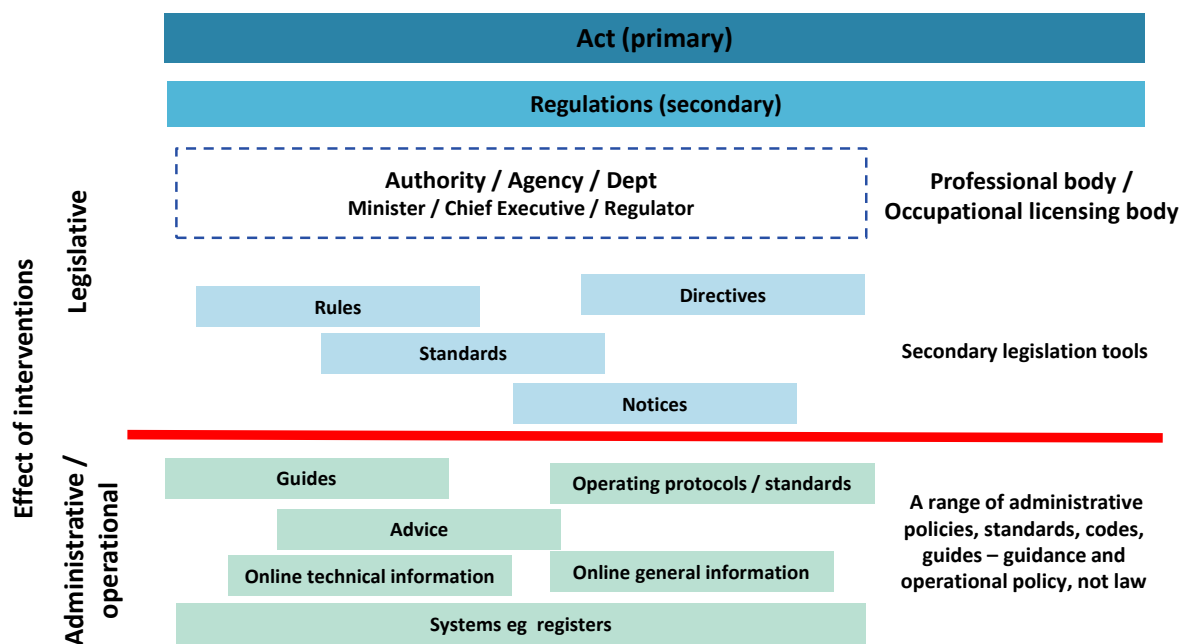 Act (primary)
Regulations (secondary)
Authority / Agency / Dept
Minister / Chief Executive / Regulator
Professional body /
Occupational licensing body
Effect of interventions
Legislative
Rules
Directives
Standards
Notices
Secondary legislation tools
Administrative /
operational
Guides
Operating protocols / standards
Advice
Online technical information
Online general information
Systems eg registers
A range of administrative
policies, standards, codes,
guides – guidance and
operational policy, not law